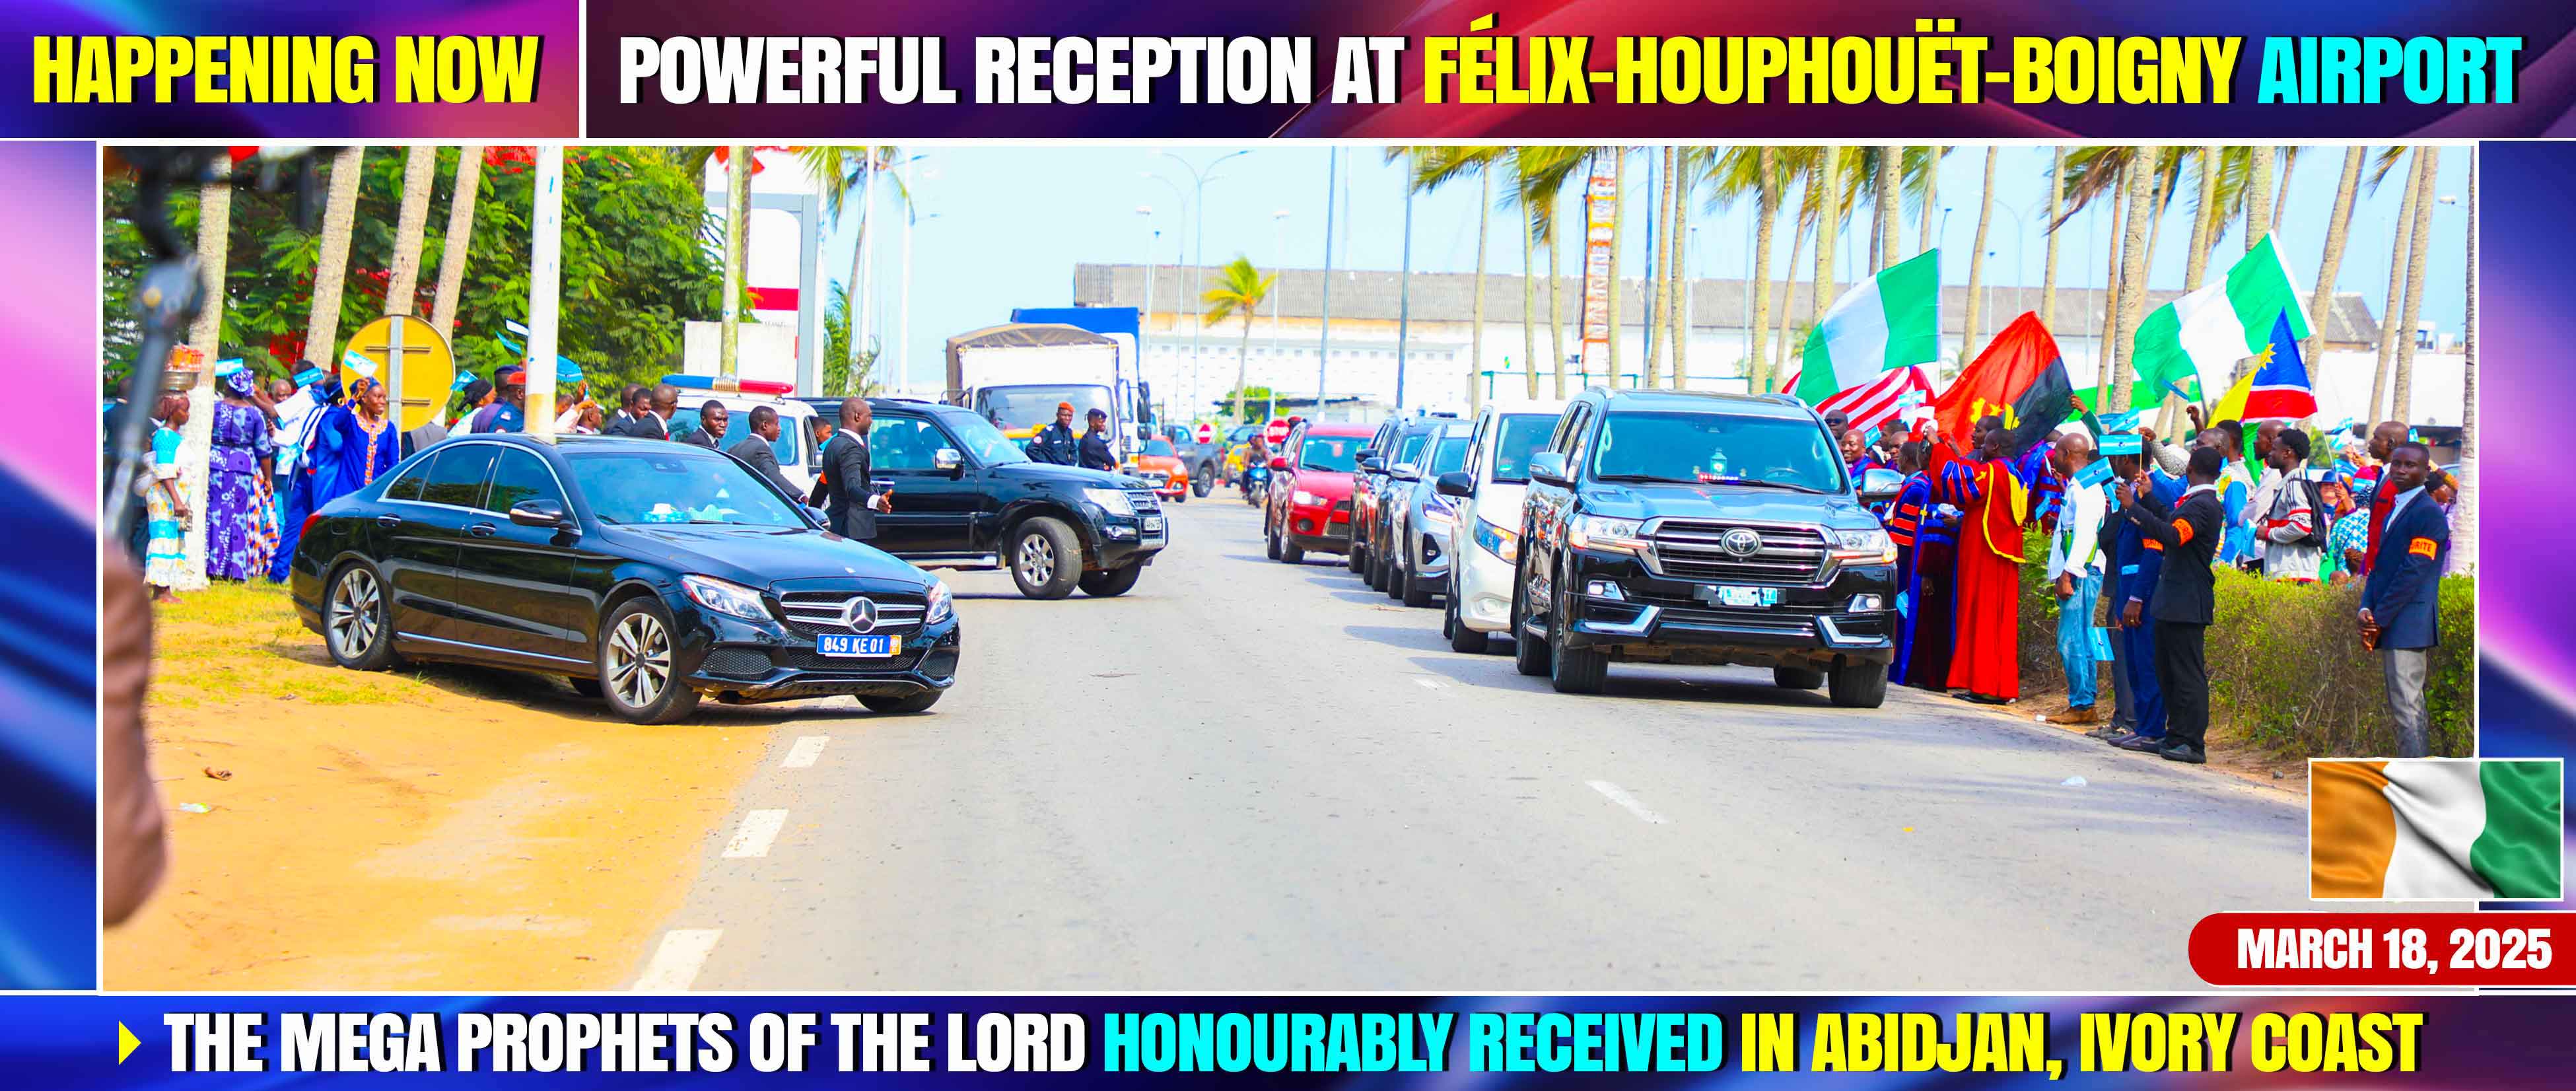 HAPPENING NOW
POWERFUL RECEPTION AT FÉLIX-HOUPHOUËT-BOIGNY AIRPORT
849 KE 01
MARCH 18, 2025
THE MEGA PROPHETS OF THE LORD HONOURABLY RECEIVED IN ABIDJAN, IVORY COAST